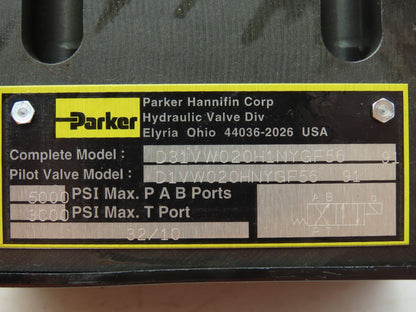 Parker
Parker Hannifin Corp
Hydraulic Valve Div
Elyria Ohio 44036-2026 USA
Complete Model : D31VW020H1NYGF56 91
Pilot Valve Model : D1VW020HNYGF56 91
5000 PSI Max. P A B Ports
3000 PSI Max. T Port
32/10
A B
P T